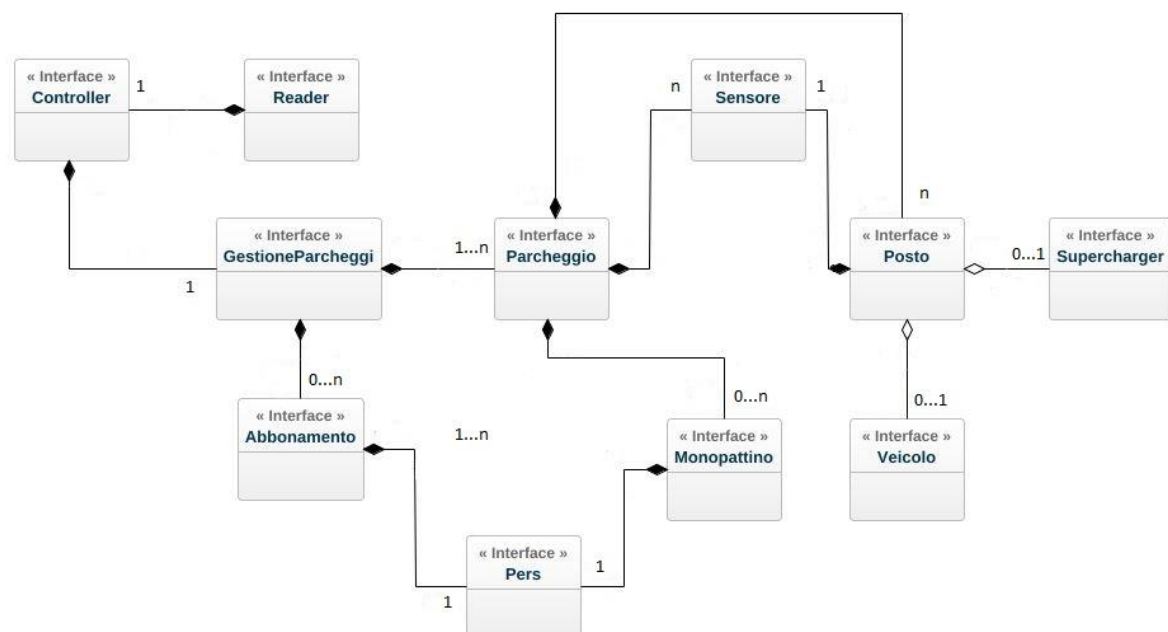 « Interface »
Controller
1
« Interface »
Reader
n
« Interface »
Sensore
1
n
« Interface »
GestioneParcheggi
1
1...n
« Interface »
Parcheggio
« Interface »
Posto
0...1
« Interface »
Supercharger
0...n
« Interface »
Abbonamento
1...n
0...n
« Interface »
Monopattino
0...1
« Interface »
Veicolo
« Interface »
Pers
1
1